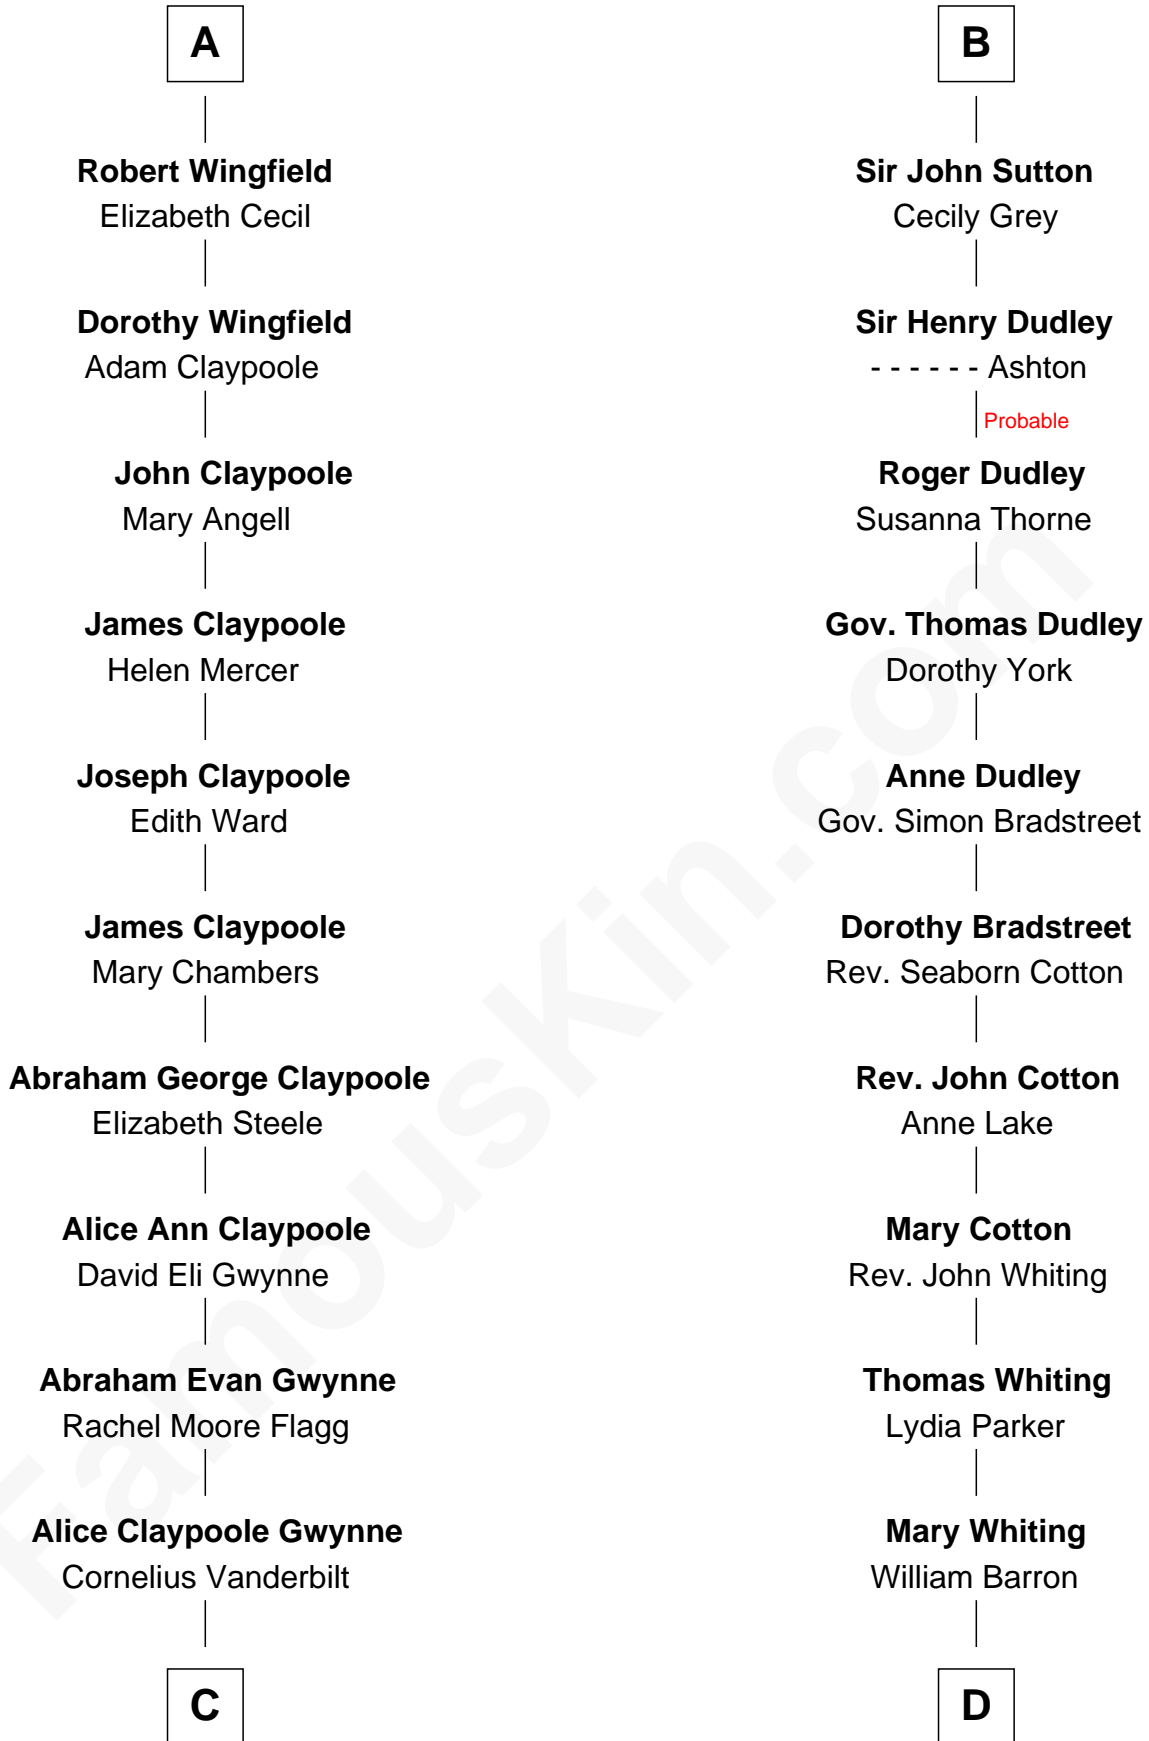 A
Robert Wingfield
Elizabeth Cecil
Dorothy Wingfield
Adam Claypoole
John Claypoole
Mary Angell
James Claypoole
Helen Mercer
Joseph Claypoole
Edith Ward
James Claypoole
Mary Chambers
Abraham George Claypoole
Elizabeth Steele
Alice Ann Claypoole
David Eli Gwynne
Abraham Evan Gwynne
Rachel Moore Flagg
Alice Claypoole Gwynne
Cornelius Vanderbilt
C
B
Sir John Sutton
Cecily Grey
Sir Henry Dudley
- - - - - - Ashton
Probable
Roger Dudley
Susanna Thorne
Gov. Thomas Dudley
Dorothy York
Anne Dudley
Gov. Simon Bradstreet
Dorothy Bradstreet
Rev. Seaborn Cotton
Rev. John Cotton
Anne Lake
Mary Cotton
Rev. John Whiting
Thomas Whiting
Lydia Parker
Mary Whiting
William Barron
D
FamousKin.com